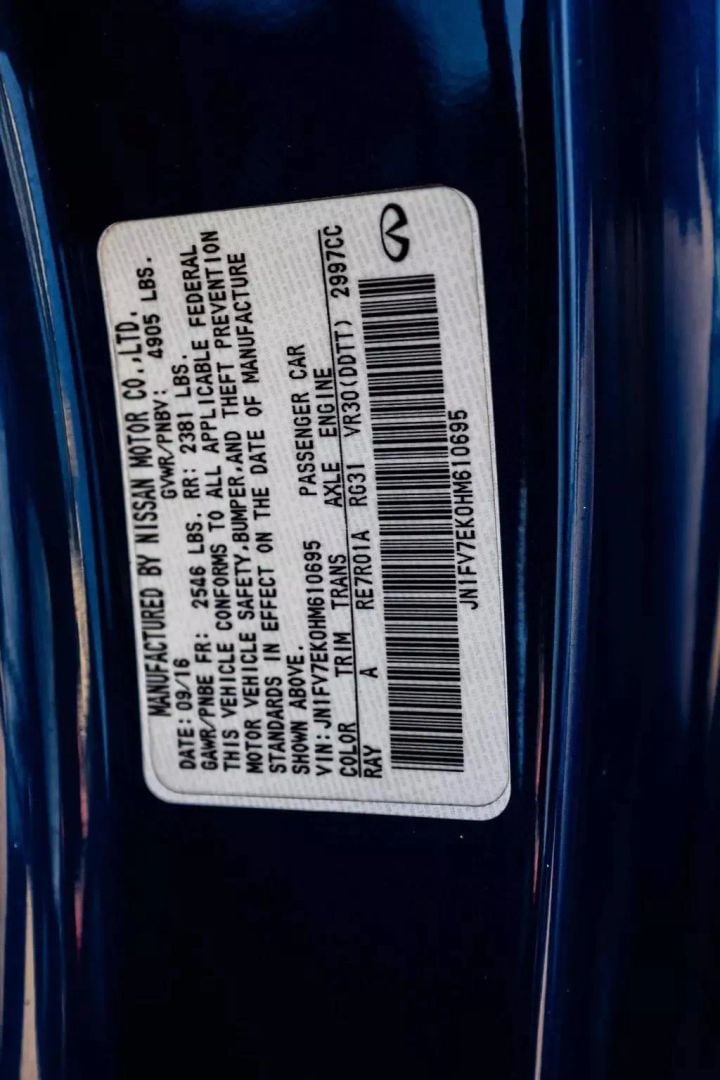 MANUFACTURED BY NISSAN MOTOR CO.,LTD.
DATE: 09/16 GVWR/PNBV: 4905 LBS.
GAWR/PNBE FR: 2546 LBS. RR: 2381 LBS.
THIS VEHICLE CONFORMS TO ALL APPLICABLE FEDERAL
MOTOR VEHICLE SAFETY,BUMPER,AND THEFT PREVENTION
STANDARDS IN EFFECT ON THE DATE OF MANUFACTURE
SHOWN ABOVE.
VIN: JN1FV7EK0HM610695 PASSENGER CAR
COLOR TRIM TRANS AXLE ENGINE
RAY A RE7R01A RG31 VR30(DDTT) 2997CC
JN1FV7EK0HM610695